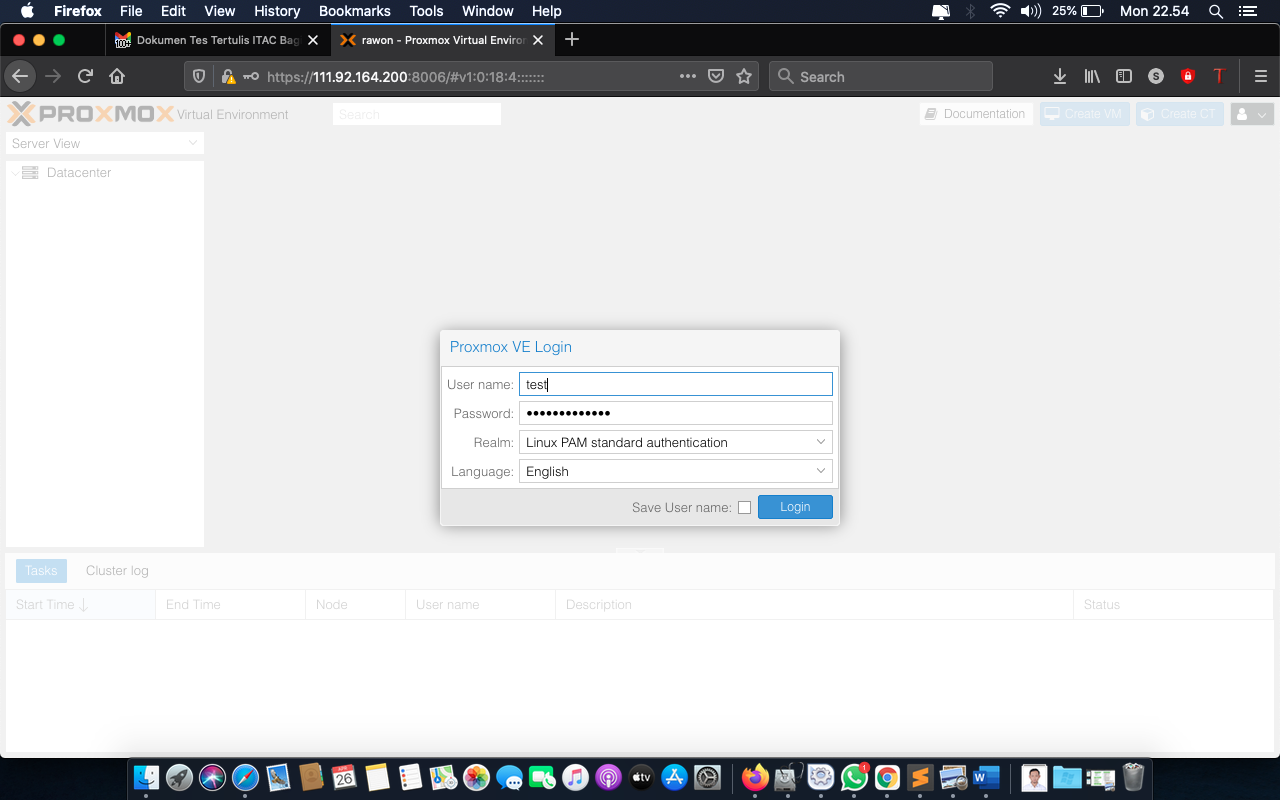 Firefox File Edit View History Bookmarks Tools Window Help 25% Mon 22.54
Dokumen Tes Tertulis ITAC Bag rawon - Proxmox Virtual Enviror
https://111.92.164.200:8006/#v1:0:18:4::::::: Search
PROXMOX Virtual Environment Search Documentation Create VM Create CT
Server View
Datacenter
Proxmox VE Login
User name: test
Password: •••••••••••••
Realm: Linux PAM standard authentication
Language: English
Save User name: Login
Tasks Cluster log
Start Time End Time Node User name Description Status